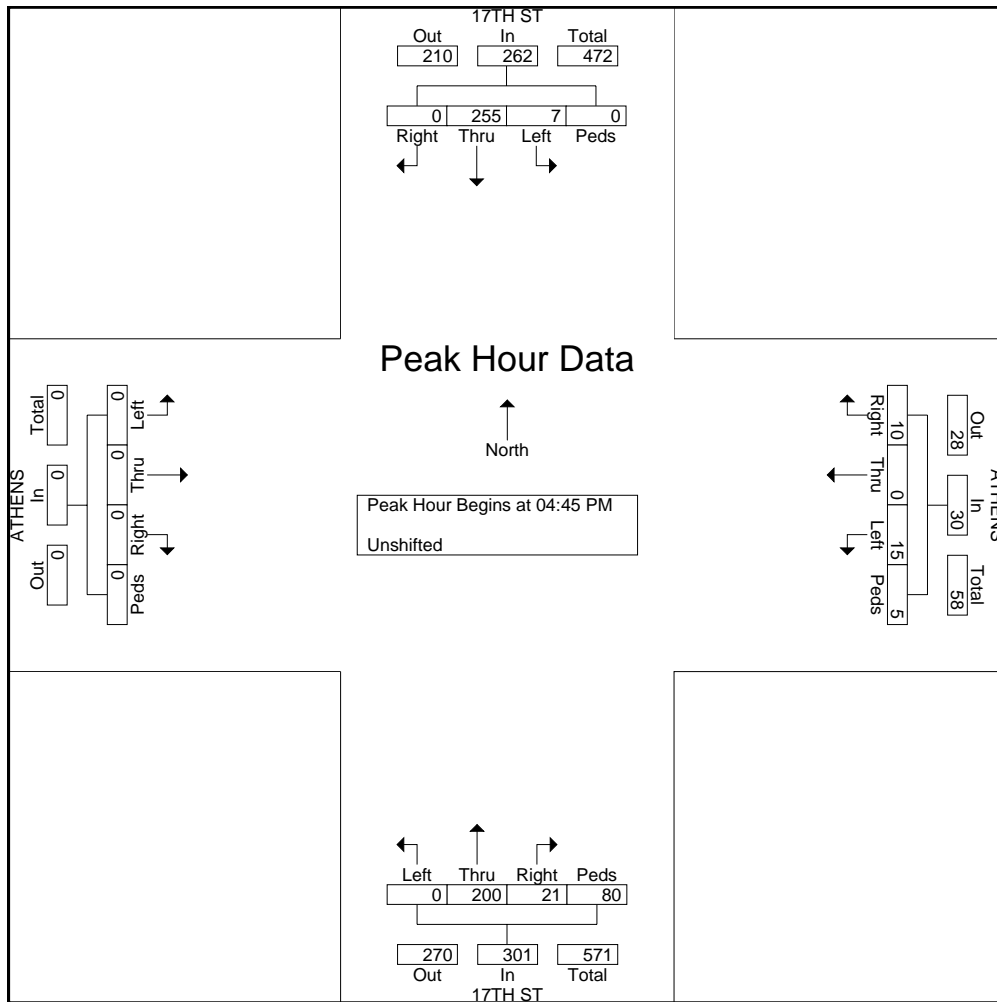 17TH ST
Out In Total
210 262 472
0 255 7 0
Right Thru Left Peds
Peak Hour Data
North
Peak Hour Begins at 04:45 PM
Unshifted
ATHENS
Out In Total
0 0 0
Peds Right Thru Left
0 0 0 0
ATHENS
Out In Total
28 30 58
10 0 15 5
Right Thru Left Peds
Left Thru Right Peds
0 200 21 80
270 301 571
Out In Total
17TH ST